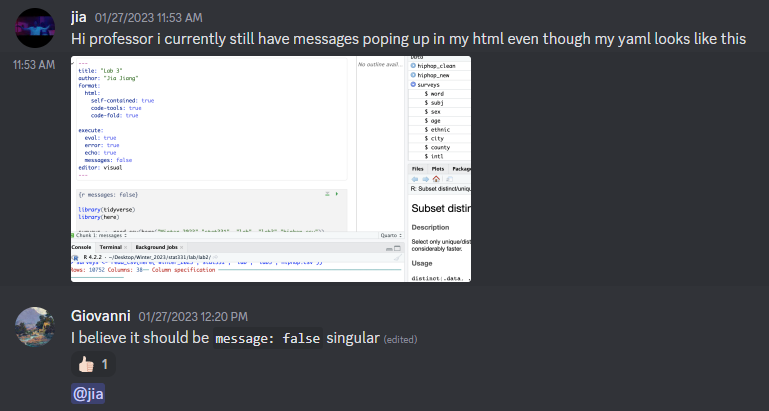 jia 01/27/2023 11:53 AM
Hi professor i currently still have messages poping up in my html even though my yaml looks like this
11:53 AM
---
title: "Lab 3"
author: "Jia Jiang"
format:
html:
self-contained: true
code-tools: true
code-fold: true
execute:
eval: true
error: true
echo: true
messages: false
editor: visual
---
{r messages: false}
library(tidyverse)
library(here)
Chunk 1: messages
Quarto
No outline avail...
Data
hiphop_clean
hiphop_new
surveys
$ word
$ subj
$ sex
$ age
$ ethnic
$ city
$ county
$ intl
Files Plots Package
R: Subset distinct/uniqu
Subset distin
Description
Select only unique/dist
considerably faster.
Usage
distinct(.data,
Console Terminal Background Jobs
R 4.2.2 · ~/Desktop/Winter_2023/stat331/lab/lab2/
Rows: 10752 Columns: 38── Column specification
Giovanni 01/27/2023 12:20 PM
I believe it should be message: false singular (edited)
1
@jia